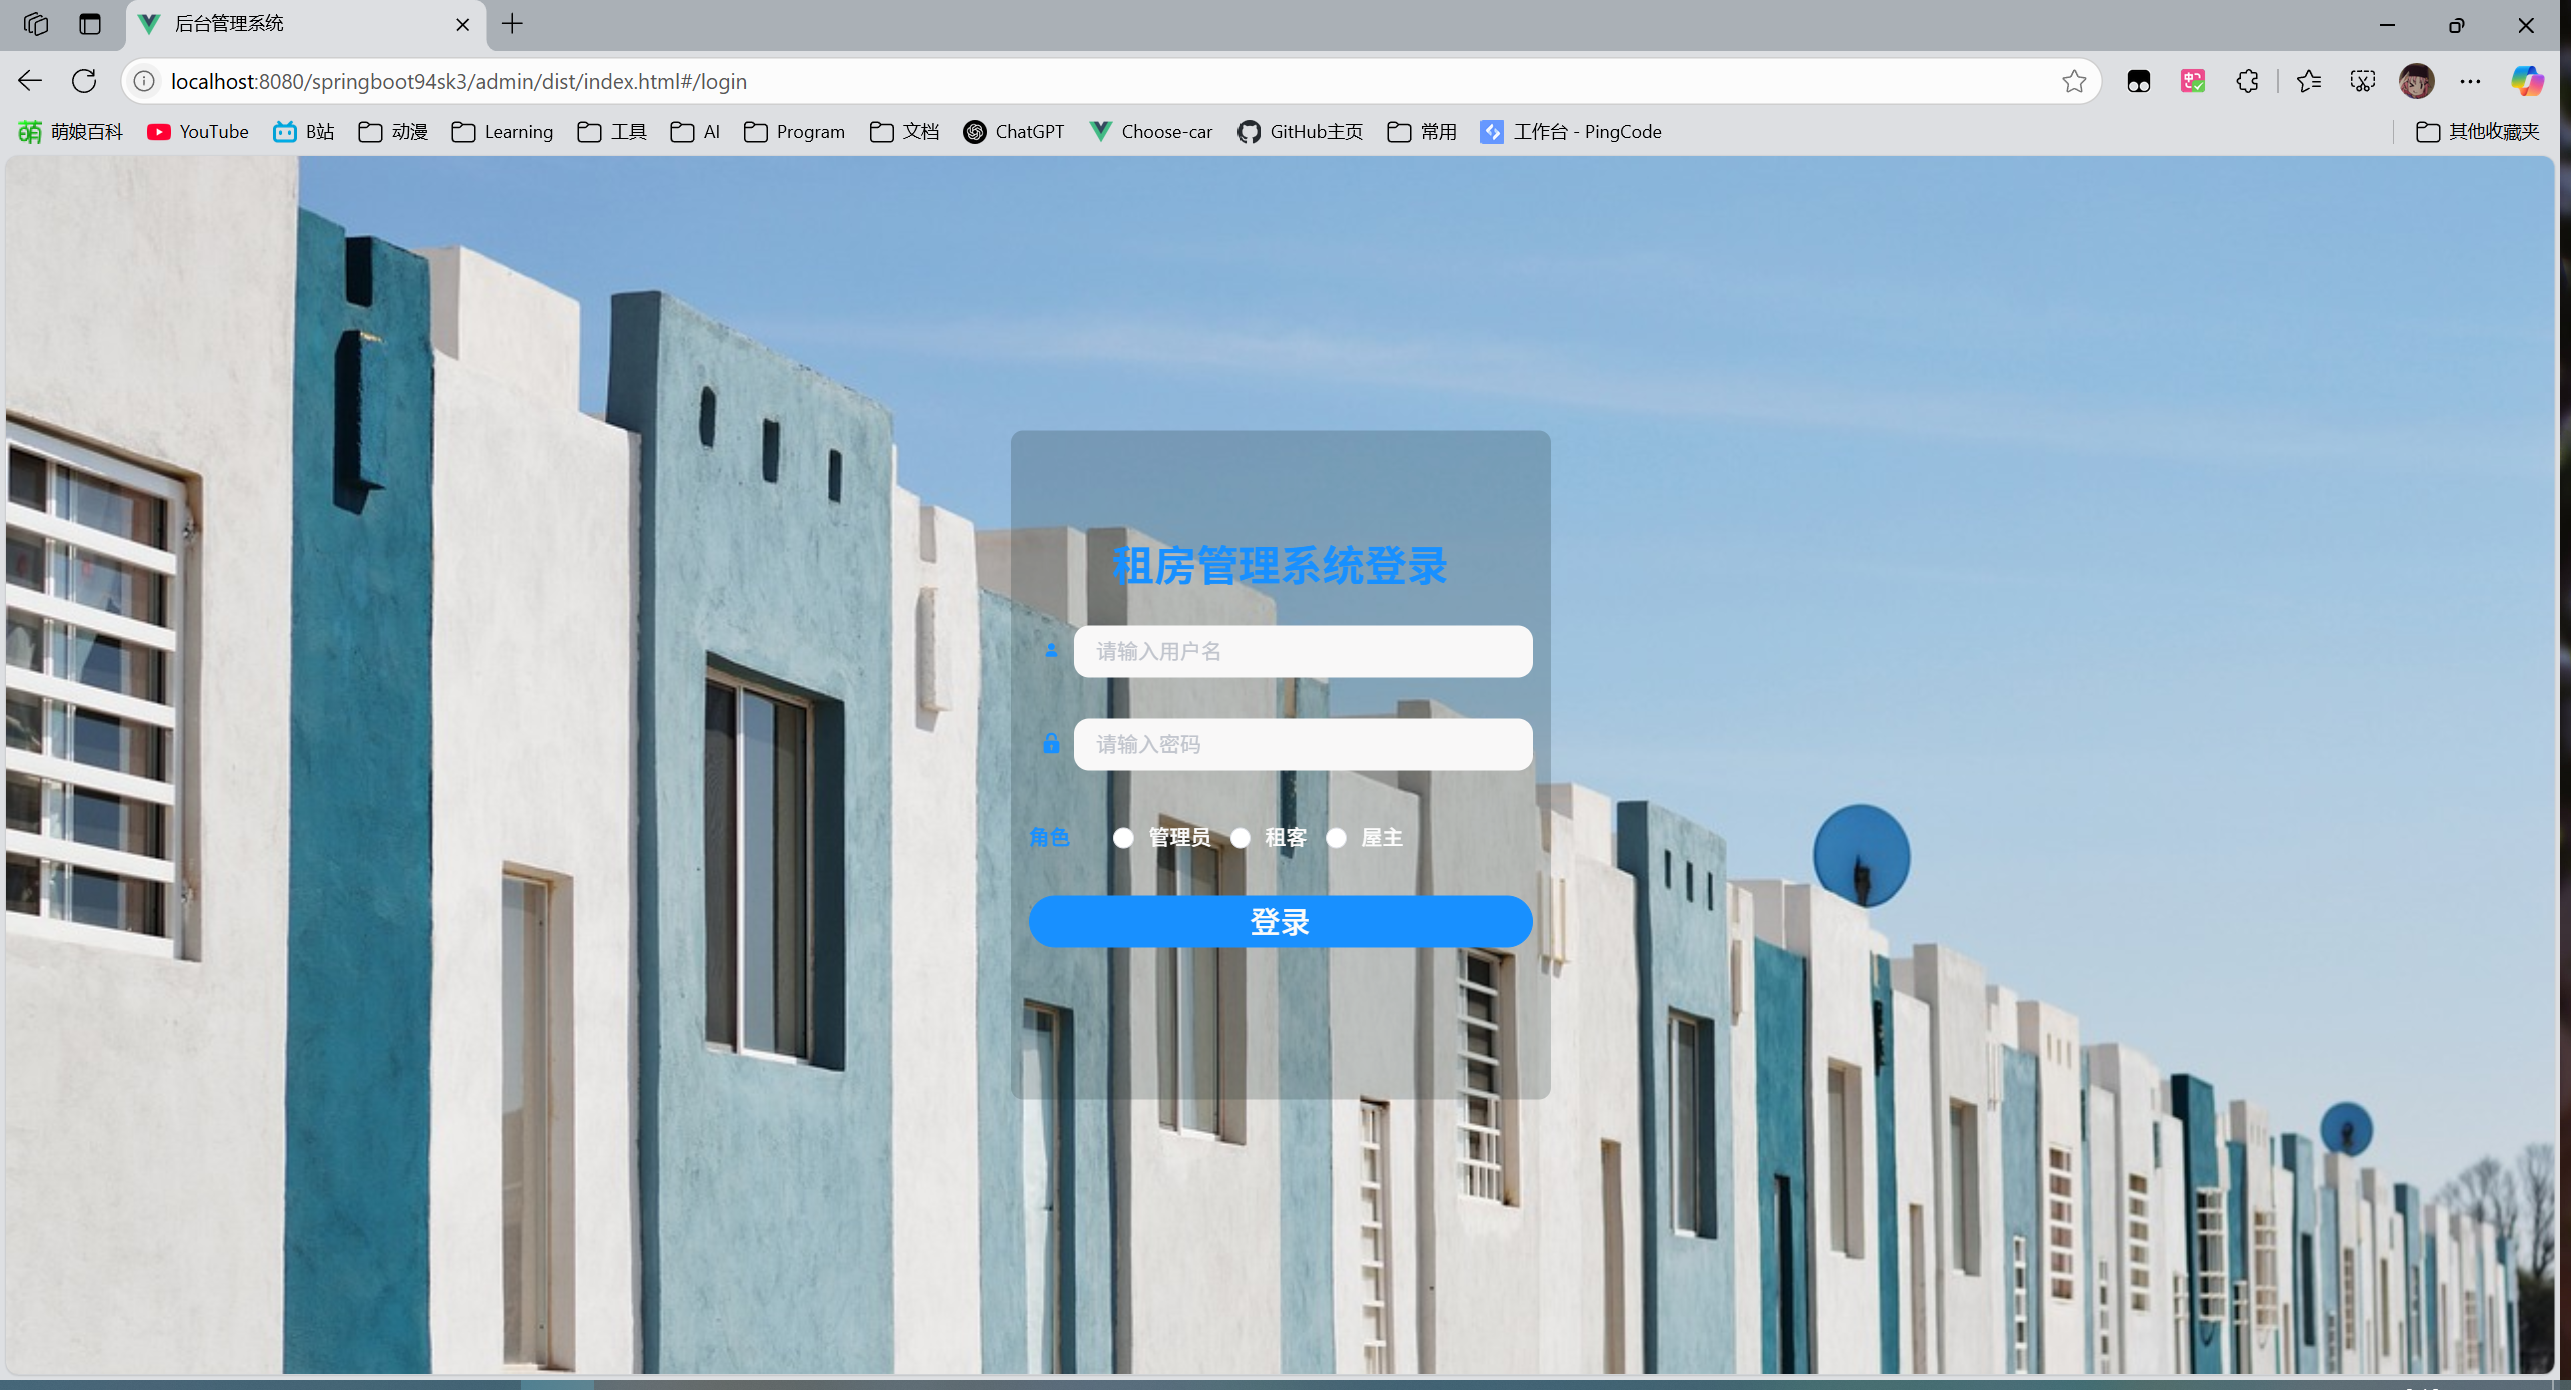 后台管理系统
localhost:8080/springboot94sk3/admin/dist/index.html#/login
萌娘百科 YouTube B站 动漫 Learning 工具 AI Program 文档 ChatGPT Choose-car GitHub主页 常用 工作台 - PingCode 其他收藏夹
租房管理系统登录
请输入用户名
请输入密码
角色 管理员 租客 屋主
登录